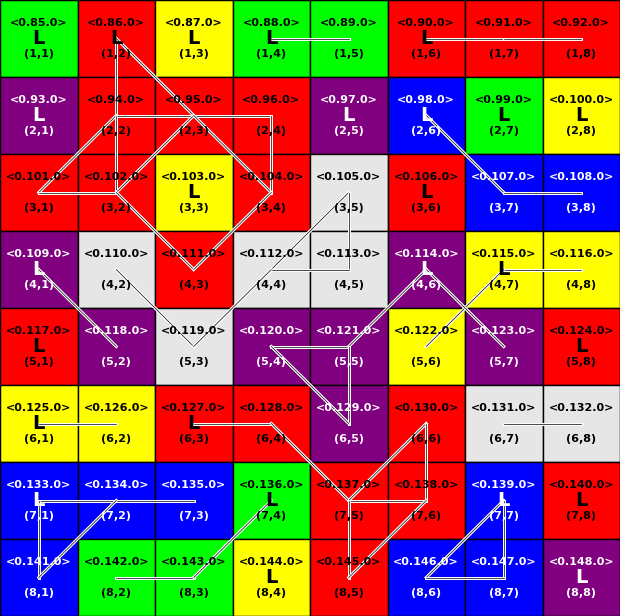 <0.85.0> <0.86.0> <0.87.0> <0.88.0> <0.89.0> <0.90.0> <0.91.0> <0.92.0>
L L L L L
(1,1) (1,2) (1,3) (1,4) (1,5) (1,6) (1,7) (1,8)
<0.93.0> <0.94.0> <0.95.0> <0.96.0> <0.97.0> <0.98.0> <0.99.0> <0.100.0>
L L L L L
(2,1) (2,2) (2,3) (2,4) (2,5) (2,6) (2,7) (2,8)
<0.101.0> <0.102.0> <0.103.0> <0.104.0> <0.105.0> <0.106.0> <0.107.0> <0.108.0>
L L
(3,1) (3,2) (3,3) (3,4) (3,5) (3,6) (3,7) (3,8)
<0.109.0> <0.110.0> <0.111.0> <0.112.0> <0.113.0> <0.114.0> <0.115.0> <0.116.0>
L L L
(4,1) (4,2) (4,3) (4,4) (4,5) (4,6) (4,7) (4,8)
<0.117.0> <0.118.0> <0.119.0> <0.120.0> <0.121.0> <0.122.0> <0.123.0> <0.124.0>
L L
(5,1) (5,2) (5,3) (5,4) (5,5) (5,6) (5,7) (5,8)
<0.125.0> <0.126.0> <0.127.0> <0.128.0> <0.129.0> <0.130.0> <0.131.0> <0.132.0>
L L
(6,1) (6,2) (6,3) (6,4) (6,5) (6,6) (6,7) (6,8)
<0.133.0> <0.134.0> <0.135.0> <0.136.0> <0.137.0> <0.138.0> <0.139.0> <0.140.0>
L L L L
(7,1) (7,2) (7,3) (7,4) (7,5) (7,6) (7,7) (7,8)
<0.141.0> <0.142.0> <0.143.0> <0.144.0> <0.145.0> <0.146.0> <0.147.0> <0.148.0>
L L
(8,1) (8,2) (8,3) (8,4) (8,5) (8,6) (8,7) (8,8)